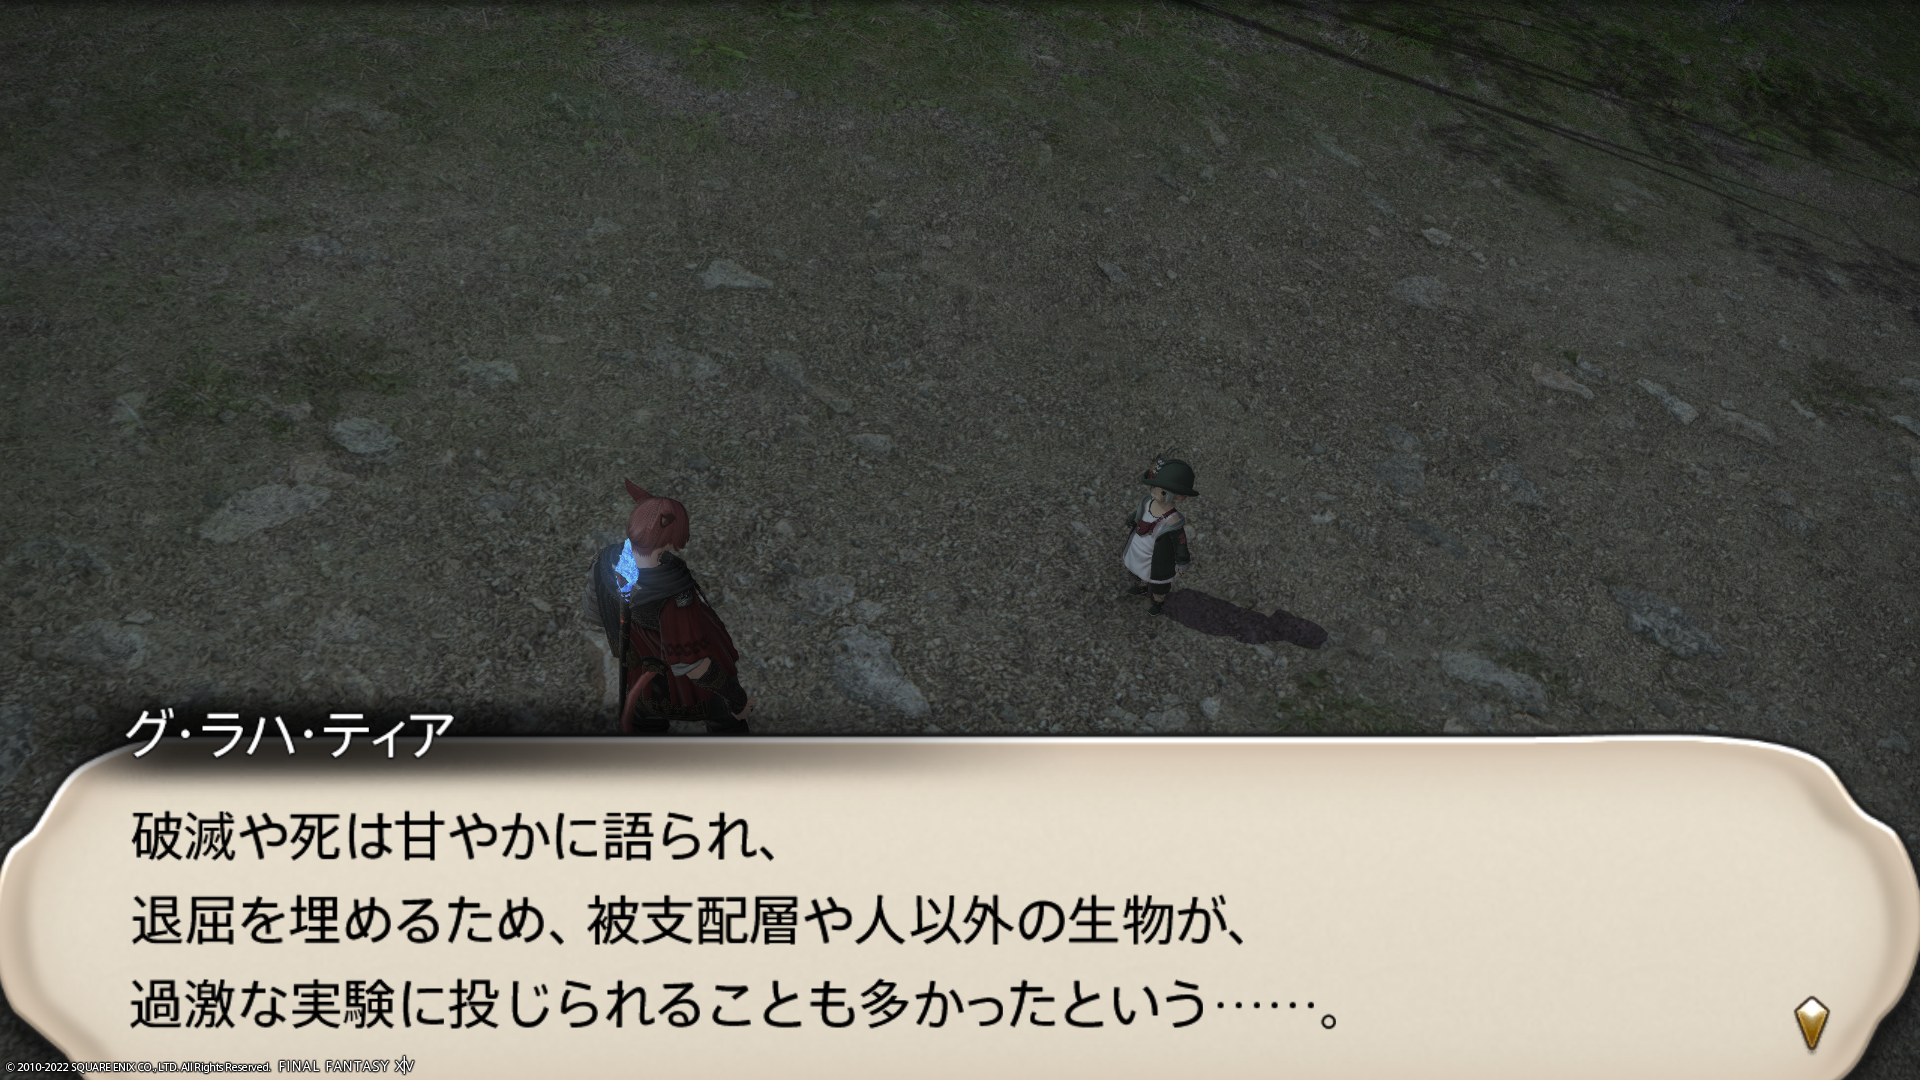 グ・ラハ・ティア
破滅や死は甘やかに語られ、
退屈を埋めるため、被支配層や人以外の生物が、
過激な実験に投じられることも多かったという……。
© 2010-2022 SQUARE ENIX CO., LTD. All Rights Reserved. FINAL FANTASY XIV